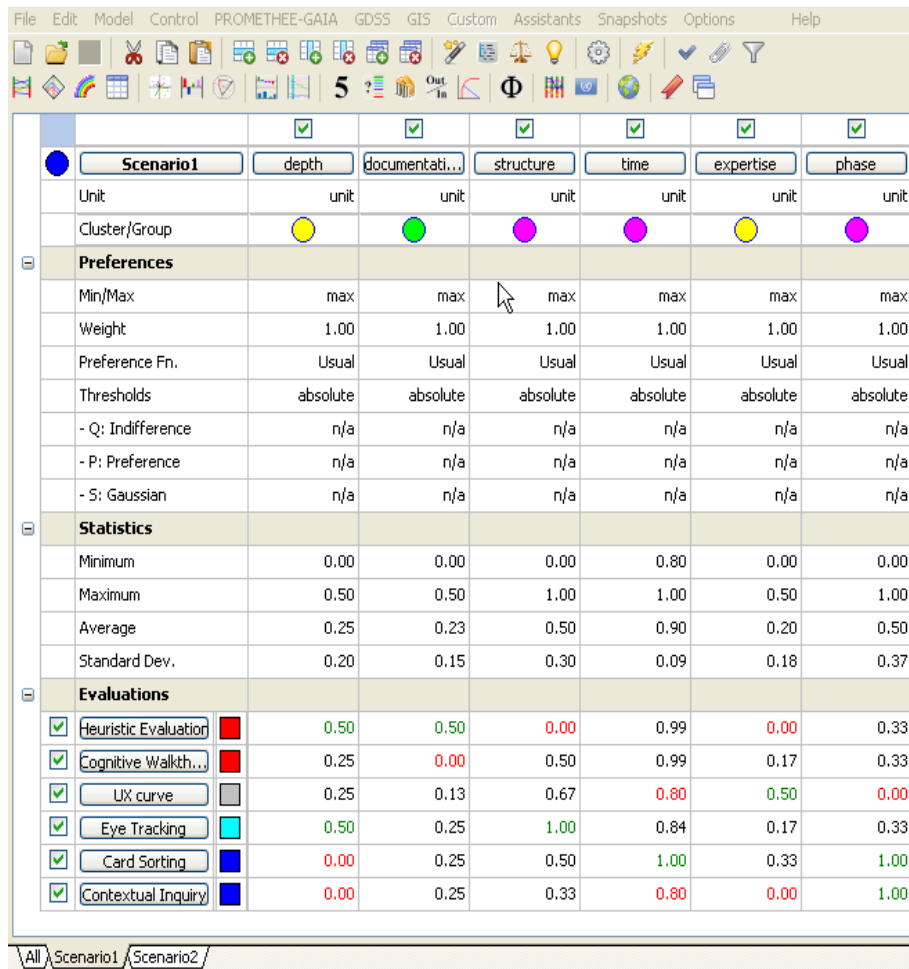 File Edit Model Control PROMETHEE-GAIA GDSS GIS Custom Assistants Snapshots Options Help
5 ? Out In Φ
Scenario1 depth documentati... structure time expertise phase
Unit unit unit unit unit unit unit
Cluster/Group
Preferences
Min/Max max max max max max max
Weight 1.00 1.00 1.00 1.00 1.00 1.00
Preference Fn. Usual Usual Usual Usual Usual Usual
Thresholds absolute absolute absolute absolute absolute absolute
- Q: Indifference n/a n/a n/a n/a n/a n/a
- P: Preference n/a n/a n/a n/a n/a n/a
- S: Gaussian n/a n/a n/a n/a n/a n/a
Statistics
Minimum 0.00 0.00 0.00 0.80 0.00 0.00
Maximum 0.50 0.50 1.00 1.00 0.50 1.00
Average 0.25 0.23 0.50 0.90 0.20 0.50
Standard Dev. 0.20 0.15 0.30 0.09 0.18 0.37
Evaluations
Heuristic Evaluation 0.50 0.50 0.00 0.99 0.00 0.33
Cognitive Walkth... 0.25 0.00 0.50 0.99 0.17 0.33
UX curve 0.25 0.13 0.67 0.80 0.50 0.00
Eye Tracking 0.50 0.25 1.00 0.84 0.17 0.33
Card Sorting 0.00 0.25 0.50 1.00 0.33 1.00
Contextual Inquiry 0.00 0.25 0.33 0.80 0.00 1.00
All Scenario1 Scenario2